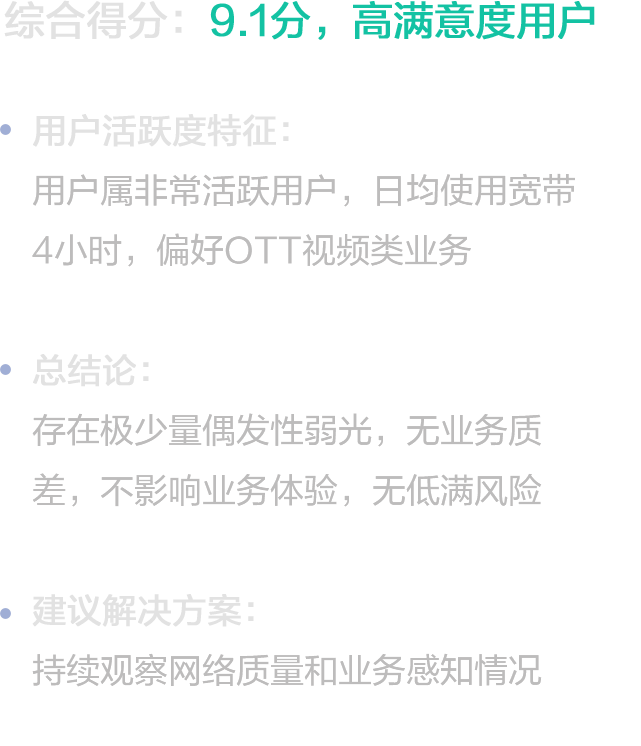 综合得分：9.1分，高满意度用户
用户活跃度特征：
用户属非常活跃用户，日均使用宽带
4小时，偏好OTT视频类业务
总结论：
存在极少量偶发性弱光，无业务质
差，不影响业务体验，无低满风险
建议解决方案：
持续观察网络质量和业务感知情况